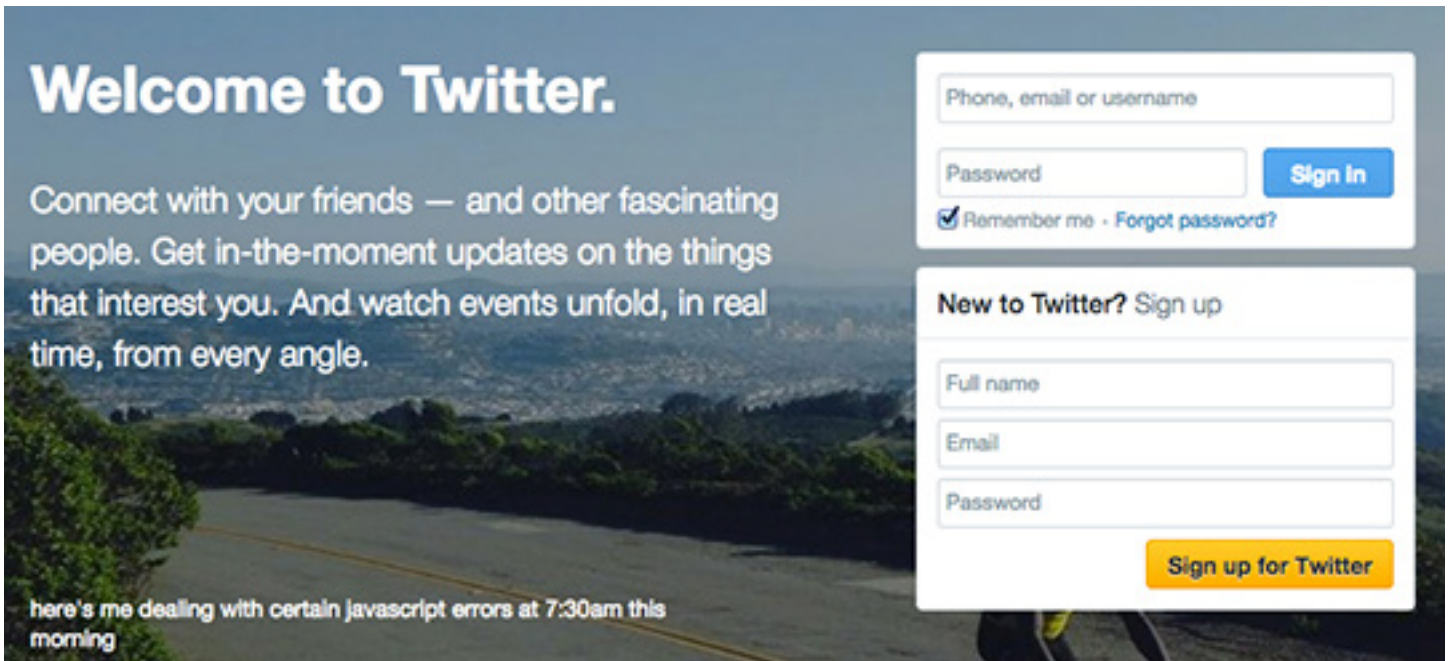 Welcome to Twitter.
Connect with your friends — and other fascinating
people. Get in-the-moment updates on the things
that interest you. And watch events unfold, in real
time, from every angle.
here's me dealing with certain javascript errors at 7:30am this
morning
Phone, email or username
Password
Sign in
Remember me · Forgot password?
New to Twitter? Sign up
Full name
Email
Password
Sign up for Twitter